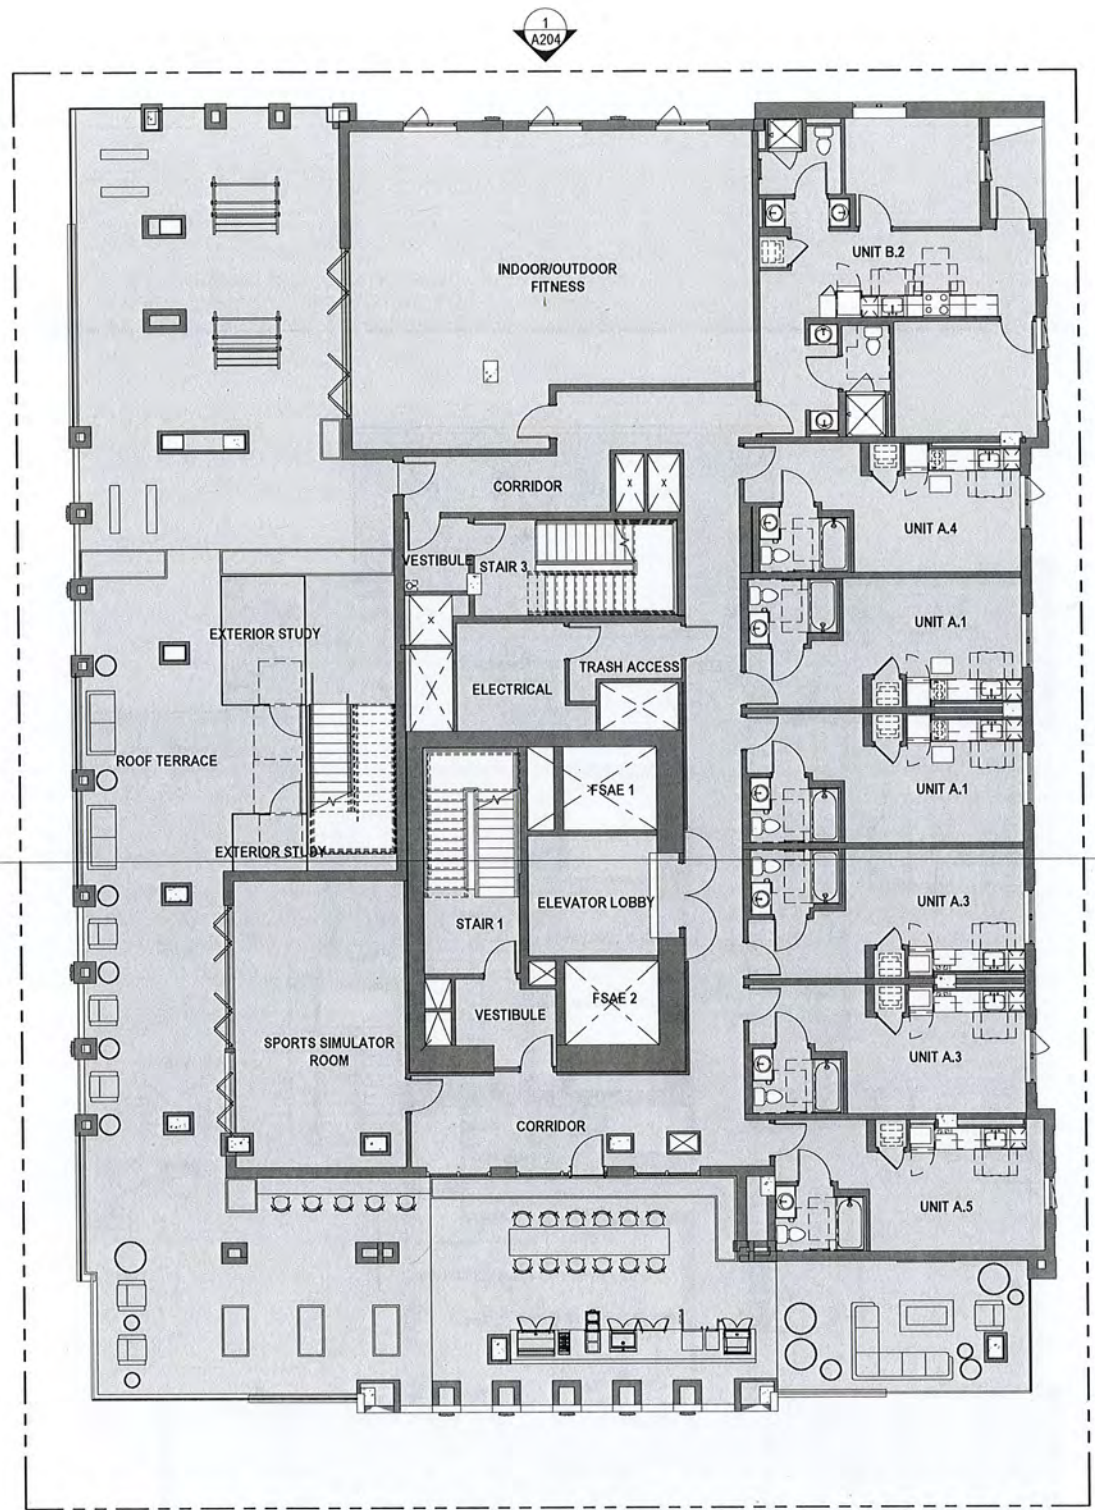 1
A204
INDOOR/OUTDOOR
FITNESS
UNIT B.2
CORRIDOR
UNIT A.4
VESTIBULE
STAIR 3
EXTERIOR STUDY
UNIT A.1
TRASH ACCESS
ELECTRICAL
ROOF TERRACE
FSAE 1
UNIT A.1
EXTERIOR STUDY
ELEVATOR LOBBY
UNIT A.3
STAIR 1
FSAE 2
VESTIBULE
SPORTS SIMULATOR
ROOM
UNIT A.3
CORRIDOR
UNIT A.5